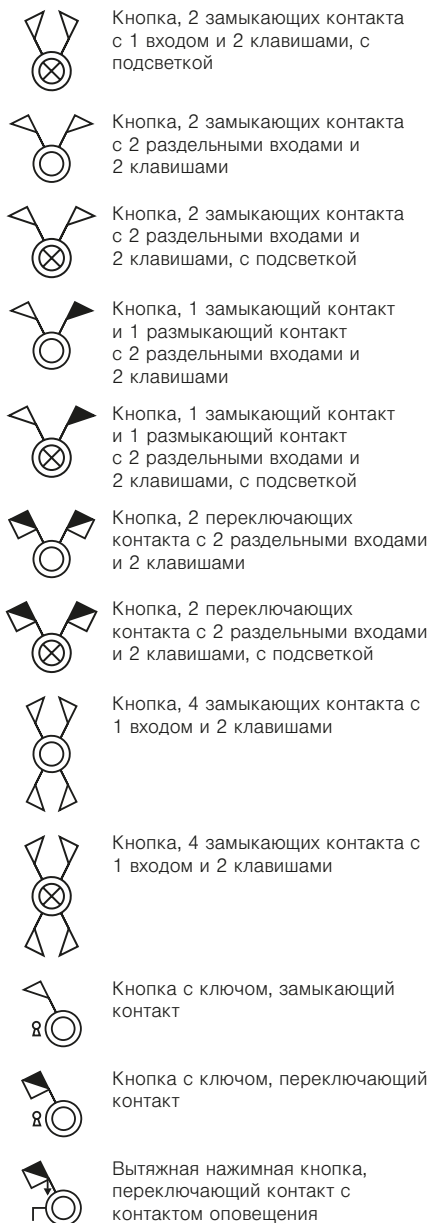 Кнопка, 2 замыкающих контакта
с 1 входом и 2 клавишами, с
подсветкой
Кнопка, 2 замыкающих контакта
с 2 раздельными входами и
2 клавишами
Кнопка, 2 замыкающих контакта
с 2 раздельными входами и
2 клавишами, с подсветкой
Кнопка, 1 замыкающий контакт
и 1 размыкающий контакт
с 2 раздельными входами и
2 клавишами
Кнопка, 1 замыкающий контакт
и 1 размыкающий контакт
с 2 раздельными входами и
2 клавишами, с подсветкой
Кнопка, 2 переключающих
контакта с 2 раздельными входами
и 2 клавишами
Кнопка, 2 переключающих
контакта с 2 раздельными входами
и 2 клавишами, с подсветкой
Кнопка, 4 замыкающих контакта с
1 входом и 2 клавишами
Кнопка, 4 замыкающих контакта с
1 входом и 2 клавишами
Кнопка с ключом, замыкающий
контакт
Кнопка с ключом, переключающий
контакт
Вытяжная нажимная кнопка,
переключающий контакт с
контактом оповещения